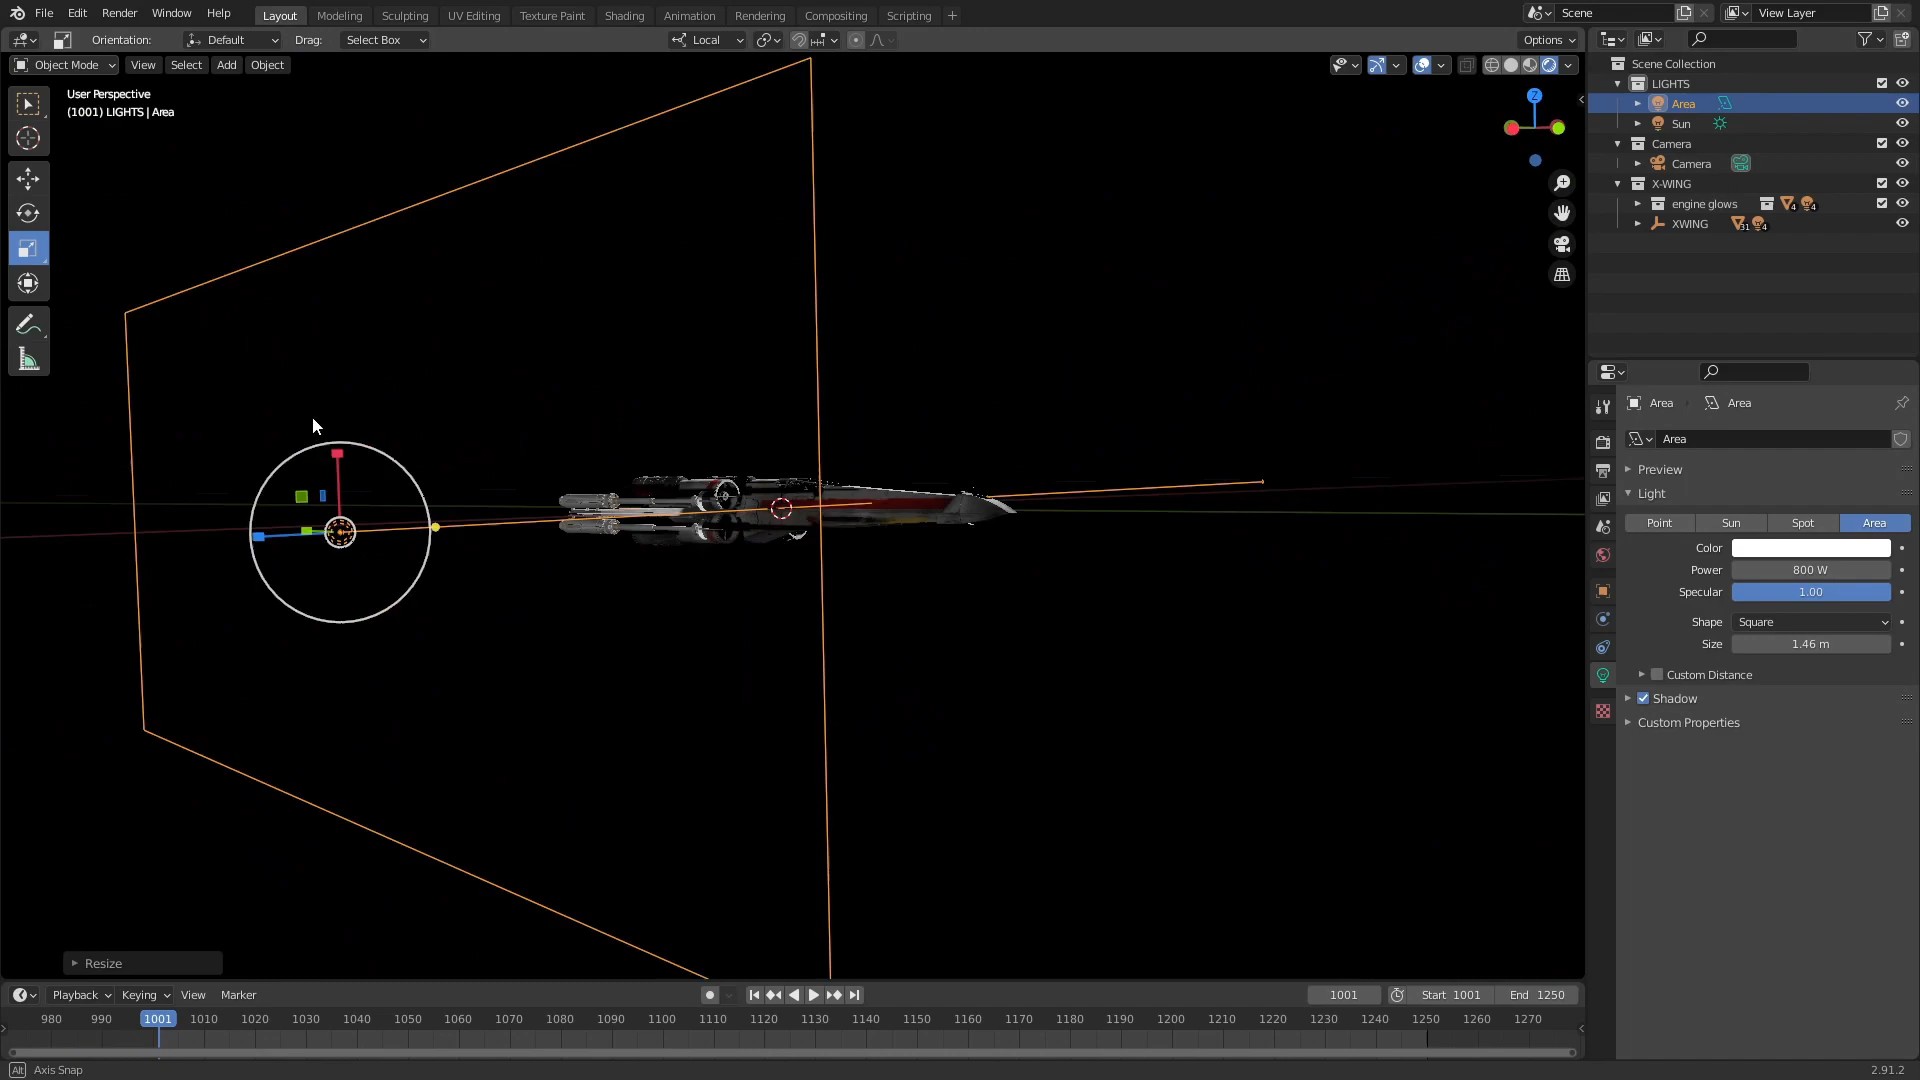 File Edit Render Window Help Layout Modeling Sculpting UV Editing Texture Paint Shading Animation Rendering Compositing Scripting + Scene View Layer
Orientation: Default Drag: Select Box Local Options
Object Mode View Select Add Object
User Perspective
(1001) LIGHTS | Area
Z
Scene Collection
LIGHTS
Area
Sun
Camera
Camera
X-WING
engine glows 4 4
XWING 31 4
Area Area
Area
Preview
Light
Point Sun Spot Area
Color
Power 800 W
Specular 1.00
Shape Square
Size 1.46 m
Custom Distance
Shadow
Custom Properties
Resize
Playback Keying View Marker 1001 Start 1001 End 1250
980 990 1001 1010 1020 1030 1040 1050 1060 1070 1080 1090 1100 1110 1120 1130 1140 1150 1160 1170 1180 1190 1200 1210 1220 1230 1240 1250 1260 1270
Alt Axis Snap 2.91.2